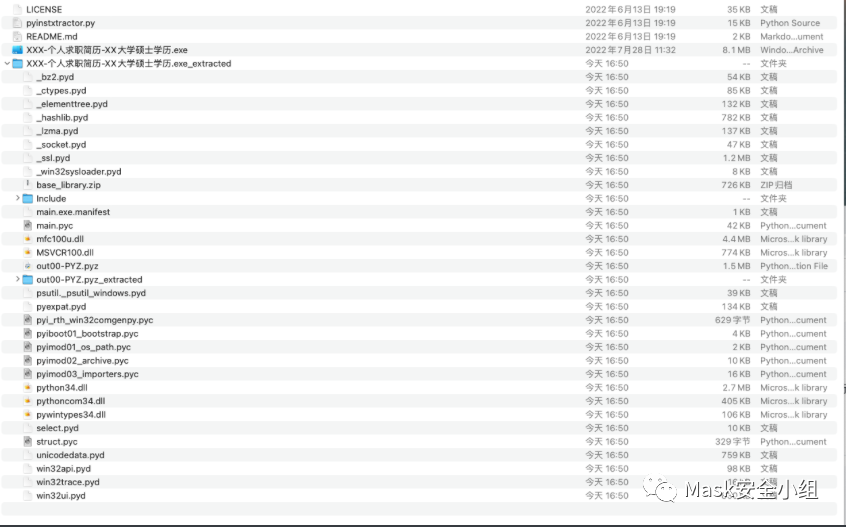 LICENSE 2022年6月13日 19:19 35 KB 文稿
pyinstxtractor.py 2022年6月13日 19:19 15 KB Python Source
README.md 2022年6月13日 19:19 2 KB Markdo...ument
XXX-个人求职简历-XX大学硕士学历.exe 2022年7月28日 11:32 8.1 MB Windo...Archive
XXX-个人求职简历-XX大学硕士学历.exe_extracted 今天 16:50 -- 文件夹
_bz2.pyd 今天 16:50 54 KB 文稿
_ctypes.pyd 今天 16:50 85 KB 文稿
_elementtree.pyd 今天 16:50 132 KB 文稿
_hashlib.pyd 今天 16:50 782 KB 文稿
_lzma.pyd 今天 16:50 137 KB 文稿
_socket.pyd 今天 16:50 47 KB 文稿
_ssl.pyd 今天 16:50 1.2 MB 文稿
_win32sysloader.pyd 今天 16:50 8 KB 文稿
base_library.zip 今天 16:50 726 KB ZIP归档
Include 今天 16:50 -- 文件夹
main.exe.manifest 今天 16:50 1 KB 文稿
main.pyc 今天 16:50 42 KB Python...cument
mfc100u.dll 今天 16:50 4.4 MB Micros...k library
MSVCR100.dll 今天 16:50 774 KB Micros...k library
out00-PYZ.pyz 今天 16:50 1.5 MB Python...tion File
out00-PYZ.pyz_extracted 今天 16:50 -- 文件夹
psutil._psutil_windows.pyd 今天 16:50 39 KB 文稿
pyexpat.pyd 今天 16:50 134 KB 文稿
pyi_rth_win32comgenpy.pyc 今天 16:50 629 字节 Python...cument
pyiboot01_bootstrap.pyc 今天 16:50 4 KB Python...cument
pyimod01_os_path.pyc 今天 16:50 2 KB Python...cument
pyimod02_archive.pyc 今天 16:50 10 KB Python...cument
pyimod03_importers.pyc 今天 16:50 16 KB Python...cument
python34.dll 今天 16:50 2.7 MB Micros...k library
pythoncom34.dll 今天 16:50 405 KB Micros...k library
pywintypes34.dll 今天 16:50 106 KB Micros...k library
select.pyd 今天 16:50 10 KB 文稿
struct.pyc 今天 16:50 329 字节 Python...cument
unicodedata.pyd 今天 16:50 759 KB 文稿
win32api.pyd 今天 16:50 98 KB 文稿
win32trace.pyd 今天 16:50
win32ui.pyd 今天 16:50
Mask安全小组